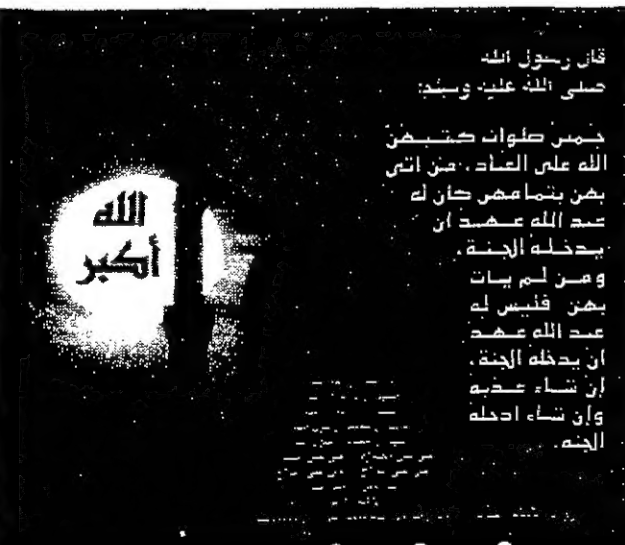 قال رسول الله
صلى الله عليه وسلم:
خمس صلوات كتبهن
الله على العباد، من أتى
بهن بتمامهن كان له
عند الله عهد أن
يدخله الجنة.
ومن لم يأت
بهن فليس له
عند الله عهد
أن يدخله الجنة،
إن شاء عذبه
وإن شاء ادخله
الجنه.
الله
أكبر